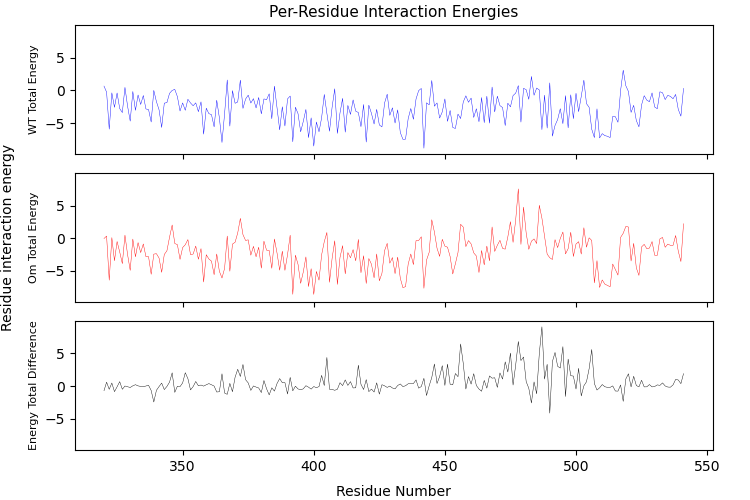 Per-Residue Interaction Energies
Residue interaction energy
WT Total Energy
5
0
−5
Om Total Energy
5
0
−5
Energy Total Difference
5
0
−5
350 400 450 500 550
Residue Number